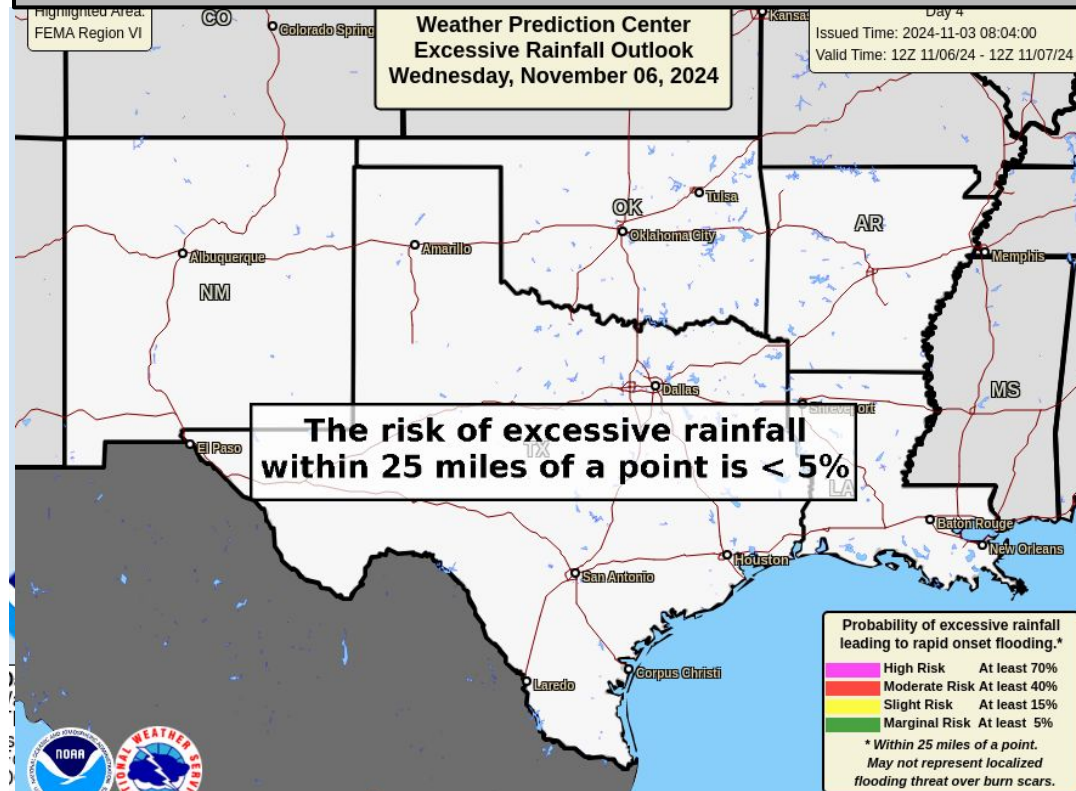 Highlighted Area:
FEMA Region VI
Weather Prediction Center
Excessive Rainfall Outlook
Wednesday, November 06, 2024
Day 4
Issued Time: 2024-11-03 08:04:00
Valid Time: 12Z 11/06/24 - 12Z 11/07/24
CO
Colorado Spring
Kansas
Tulsa
OK
Oklahoma City
AR
Amarillo
Albuquerque
Memphis
NM
Dallas
MS
Shreveport
The risk of excessive rainfall
within 25 miles of a point is < 5%
El Paso
TX
LA
Baton Rouge
New Orleans
Houston
San Antonio
Corpus Christi
Laredo
Probability of excessive rainfall
leading to rapid onset flooding.*
High Risk At least 70%
Moderate Risk At least 40%
Slight Risk At least 15%
Marginal Risk At least 5%
* Within 25 miles of a point.
May not represent localized
flooding threat over burn scars.
NOAA
WEATHER SERV